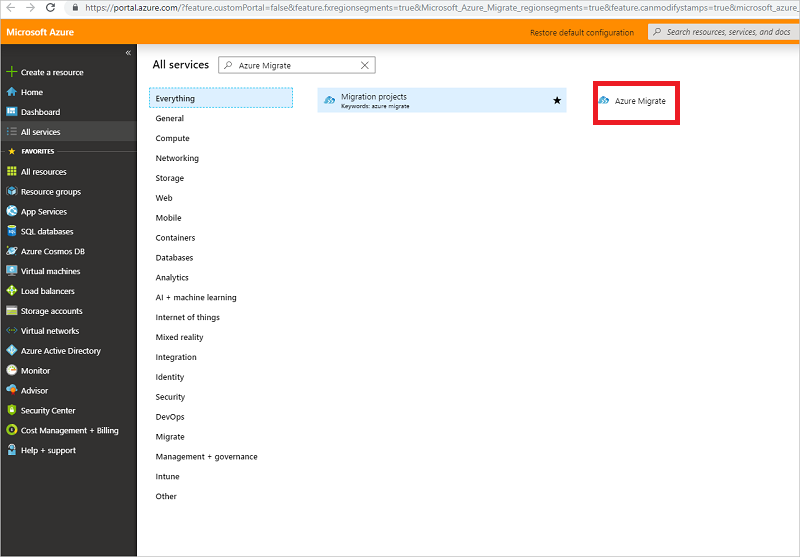 https://portal.azure.com/?feature.customPortal=false&feature.fxregionsegments=true&Microsoft_Azure_Migrate_regionsegments=true&feature.canmodifystamps=true&microsoft_azure_
Microsoft Azure
Restore default configuration
Search resources, services, and docs
«
Create a resource
Home
Dashboard
All services
FAVORITES
All resources
Resource groups
App Services
SQL databases
Azure Cosmos DB
Virtual machines
Load balancers
Storage accounts
Virtual networks
Azure Active Directory
Monitor
Advisor
Security Center
Cost Management + Billing
Help + support
All services
Azure Migrate
Everything
General
Compute
Networking
Storage
Web
Mobile
Containers
Databases
Analytics
AI + machine learning
Internet of things
Mixed reality
Integration
Identity
Security
DevOps
Migrate
Management + governance
Intune
Other
Migration projects
Keywords: azure migrate
Azure Migrate